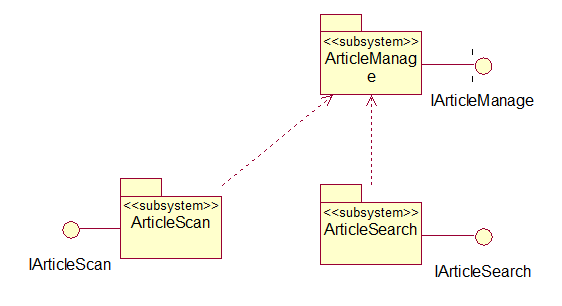 <<subsystem>>
ArticleManag
e
IArticleManage
<<subsystem>>
ArticleScan
IArticleScan
<<subsystem>>
ArticleSearch
IArticleSearch